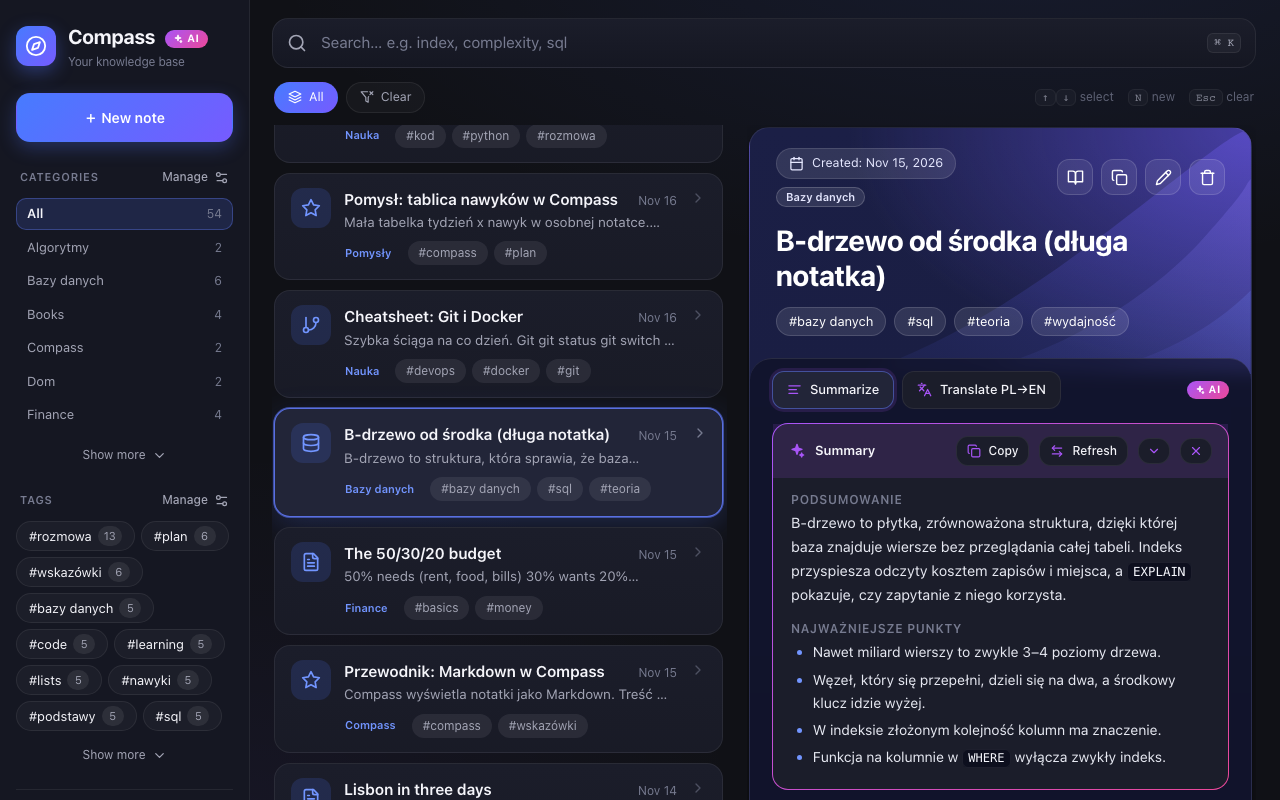 Compass AI
Your knowledge base
+ New note
CATEGORIES Manage
All 54
Algorytmy 2
Bazy danych 6
Books 4
Compass 2
Dom 2
Finance 4
Show more
TAGS Manage
#rozmowa 13 #plan 6
#wskazówki 6
#bazy danych 5
#code 5 #learning 5
#lists 5 #nawyki 5
#podstawy 5 #sql 5
Show more
Search... e.g. index, complexity, sql ⌘ K
All Clear
↑ ↓ select N new Esc clear
Nauka #kod #python #rozmowa
Pomysł: tablica nawyków w Compass Nov 16
Mała tabelka tydzień x nawyk w osobnej notatce....
Pomysły #compass #plan
Cheatsheet: Git i Docker Nov 16
Szybka ściąga na co dzień. Git git status git switch ...
Nauka #devops #docker #git
B-drzewo od środka (długa notatka) Nov 15
B-drzewo to struktura, która sprawia, że baza...
Bazy danych #bazy danych #sql #teoria
The 50/30/20 budget Nov 15
50% needs (rent, food, bills) 30% wants 20%...
Finance #basics #money
Przewodnik: Markdown w Compass Nov 15
Compass wyświetla notatki jako Markdown. Treść ...
Compass #compass #wskazówki
Lisbon in three days Nov 14
Created: Nov 15, 2026
Bazy danych
B-drzewo od środka (długa
notatka)
#bazy danych #sql #teoria #wydajność
Summarize Translate PL→EN AI
Summary Copy Refresh
PODSUMOWANIE
B-drzewo to płytka, zrównoważona struktura, dzięki której
baza znajduje wiersze bez przeglądania całej tabeli. Indeks
przyspiesza odczyty kosztem zapisów i miejsca, a EXPLAIN
pokazuje, czy zapytanie z niego korzysta.
NAJWAŻNIEJSZE PUNKTY
• Nawet miliard wierszy to zwykle 3–4 poziomy drzewa.
• Węzeł, który się przepełni, dzieli się na dwa, a środkowy
klucz idzie wyżej.
• W indeksie złożonym kolejność kolumn ma znaczenie.
• Funkcja na kolumnie w WHERE wyłącza zwykły indeks.